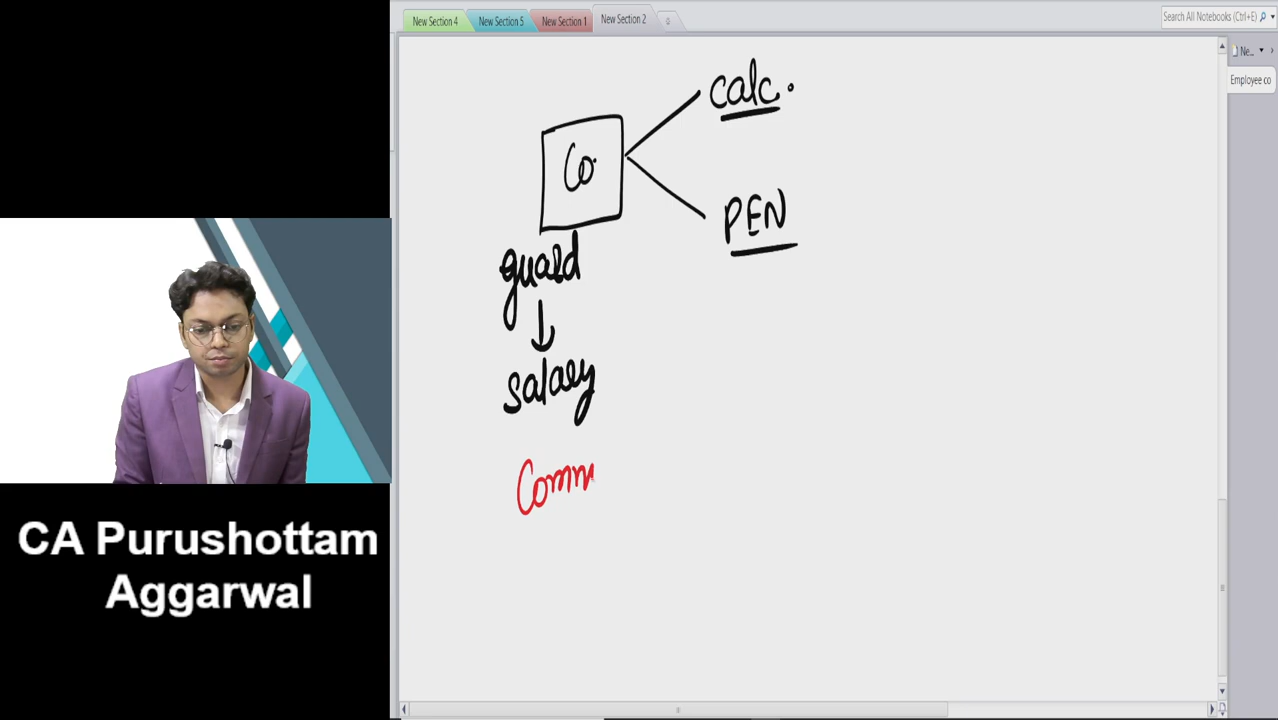 New Section 4
New Section 5
New Section 1
New Section 2
Search All Notebooks (Ctrl+E)
Ne...
Employee co
calc.
Co.
PEN
guard
salary
Comm
CA Purushottam
Aggarwal